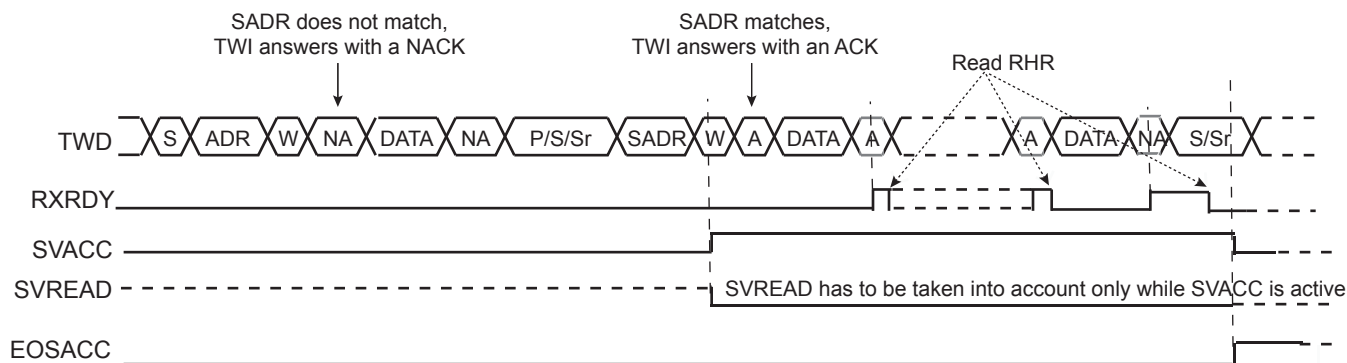 SADR does not match,
TWI answers with a NACK
SADR matches,
TWI answers with an ACK
Read RHR
TWD S ADR W NA DATA NA P/S/Sr SADR W A DATA A A DATA NA S/Sr
RXRDY
SVACC
SVREAD SVREAD has to be taken into account only while SVACC is active
EOSACC